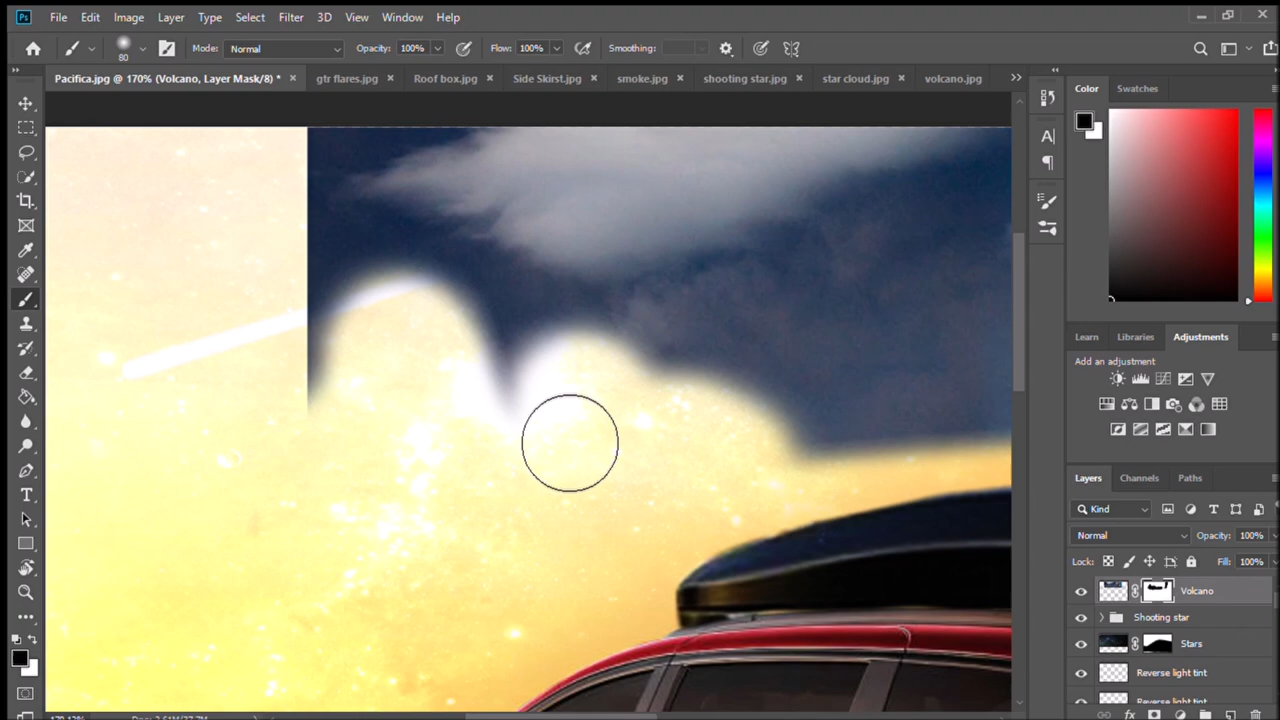 Ps File Edit Image Layer Type Select Filter 3D View Window Help
80 Mode: Normal Opacity: 100% Flow: 100% Smoothing:
Pacifica.jpg @ 170% (Volcano, Layer Mask/8) * gtr flares.jpg Roof box.jpg Side Skirst.jpg smoke.jpg shooting star.jpg star cloud.jpg volcano.jpg
Color Swatches
Learn Libraries Adjustments
Add an adjustment
Layers Channels Paths
Kind
Normal Opacity: 100%
Lock: Fill: 100%
Volcano
Shooting star
Stars
Reverse light tint
Reverse light tint